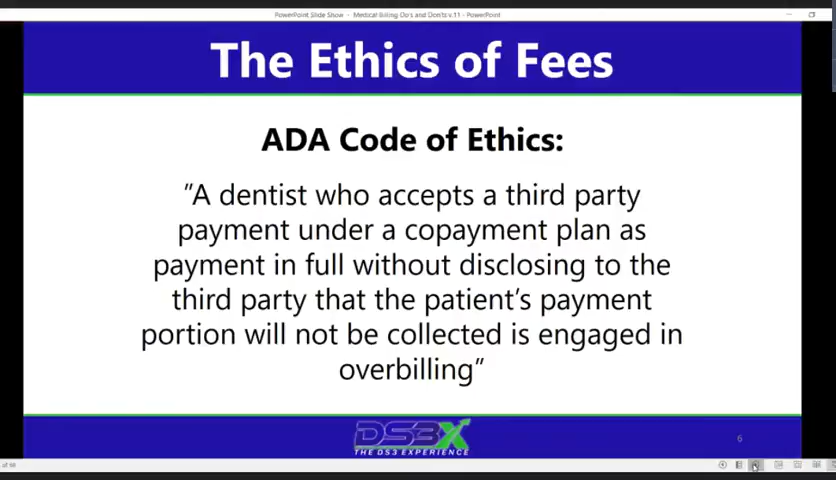 PowerPoint Slide Show - Medical Billing Do's and Don'ts v.11 - PowerPoint
The Ethics of Fees
ADA Code of Ethics:
"A dentist who accepts a third party
payment under a copayment plan as
payment in full without disclosing to the
third party that the patient's payment
portion will not be collected is engaged in
overbilling"
DS3X
THE DS3 EXPERIENCE
6